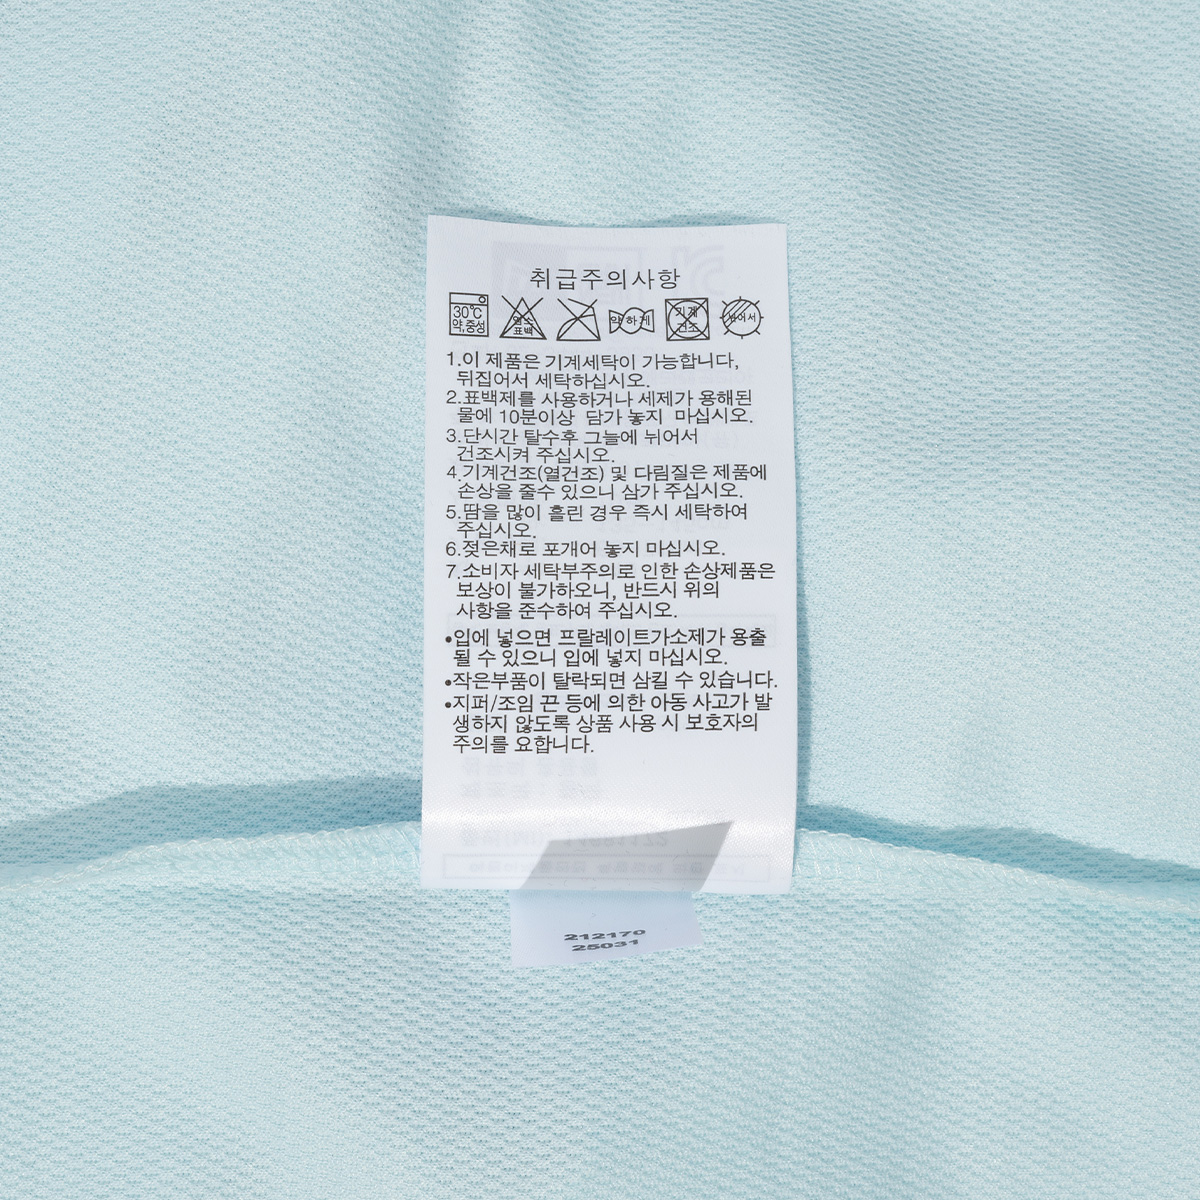 취급주의사항
30℃
약,중성
염소
표백
약하게
기계
건조
뉘어서
1.이 제품은 기계세탁이 가능합니다,
뒤집어서 세탁하십시오.
2.표백제를 사용하거나 세제가 용해된
물에 10분이상 담가 놓지 마십시오.
3.단시간 탈수후 그늘에 뉘어서
건조시켜 주십시오.
4.기계건조(열건조) 및 다림질은 제품에
손상을 줄수 있으니 삼가 주십시오.
5.땀을 많이 흘린 경우 즉시 세탁하여
주십시오.
6.젖은채로 포개어 놓지 마십시오.
7.소비자 세탁부주의로 인한 손상제품은
보상이 불가하오니, 반드시 위의
사항을 준수하여 주십시오.
•입에 넣으면 프탈레이트가소제가 용출
될 수 있으니 입에 넣지 마십시오.
•작은부품이 탈락되면 삼킬 수 있습니다.
•지퍼/조임 끈 등에 의한 아동 사고가 발
생하지 않도록 상품 사용 시 보호자의
주의를 요합니다.
212170
25031